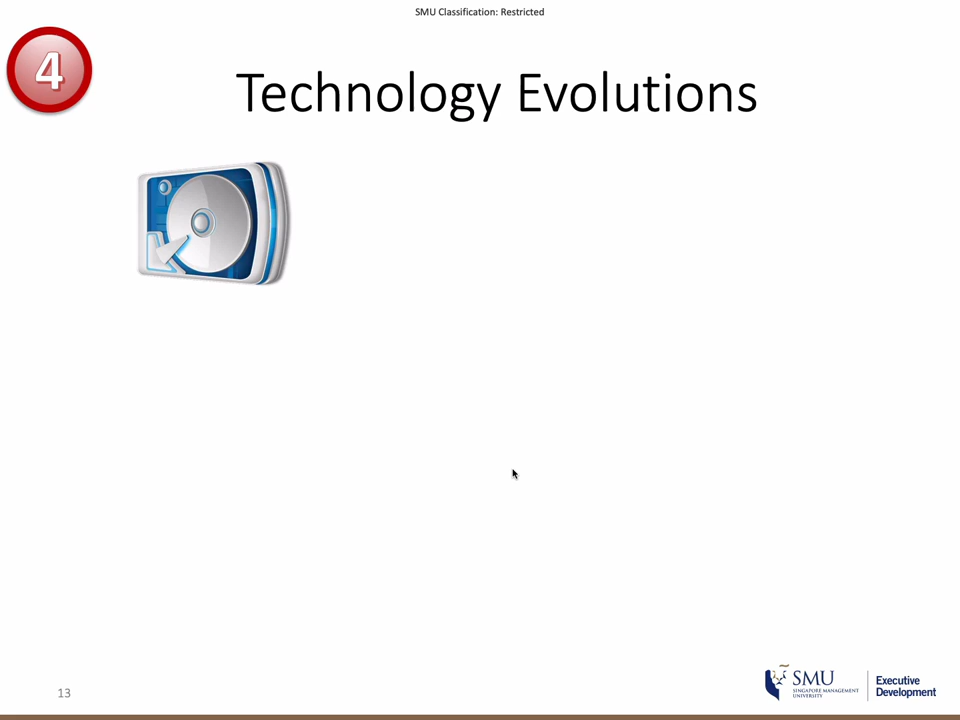 SMU Classification: Restricted
4
Technology Evolutions
13
SMU
SINGAPORE MANAGEMENT
UNIVERSITY
Executive
Development